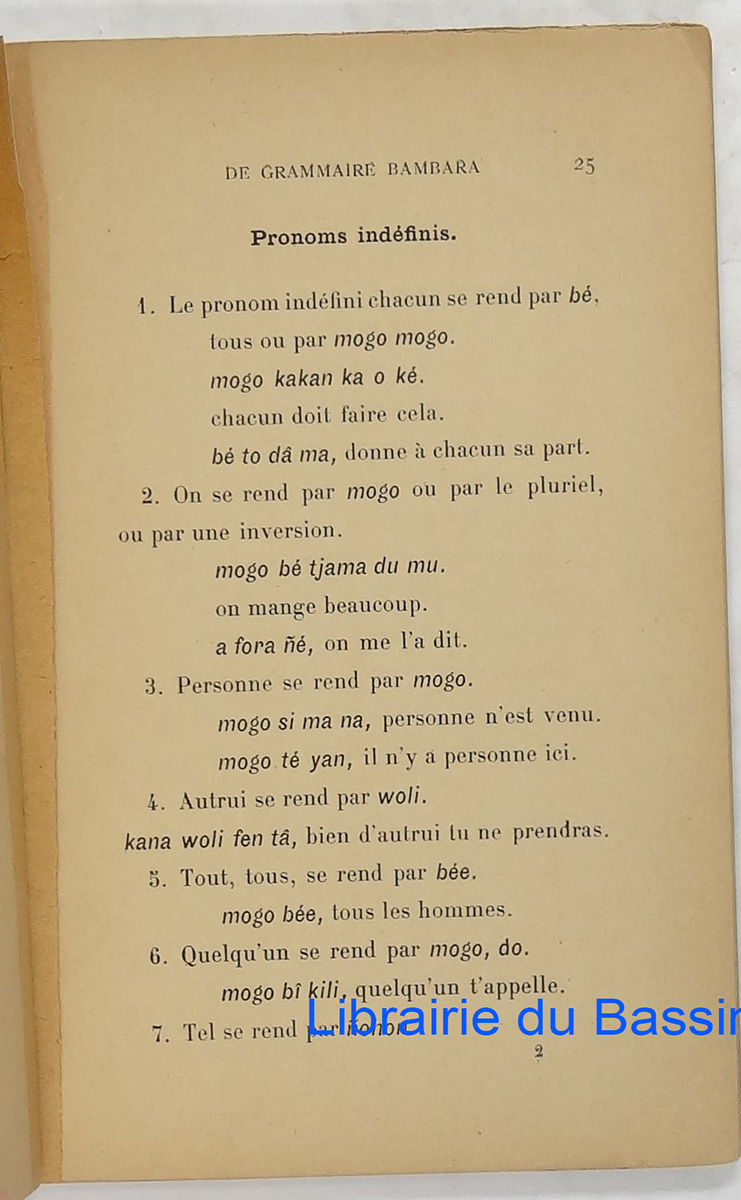 DE GRAMMAIRE BAMBARA 25
Pronoms indéfinis.
1. Le pronom indéfini chacun se rend par bé,
tous ou par mogo mogo.
mogo kakan ka o ké.
chacun doit faire cela.
bé to dâ ma, donne à chacun sa part.
2. On se rend par mogo ou par le pluriel,
ou par une inversion.
mogo bé tjama du mu.
on mange beaucoup.
a fora ñé, on me l'a dit.
3. Personne se rend par mogo.
mogo si ma na, personne n'est venu.
mogo té yan, il n'y a personne ici.
4. Autrui se rend par woli.
kana woli fen tâ, bien d'autrui tu ne prendras.
5. Tout, tous, se rend par bée.
mogo bée, tous les hommes.
6. Quelqu'un se rend par mogo, do.
mogo bî kili, quelqu'un t'appelle.
7. Tel se rend par
Librairie du Bassin
2